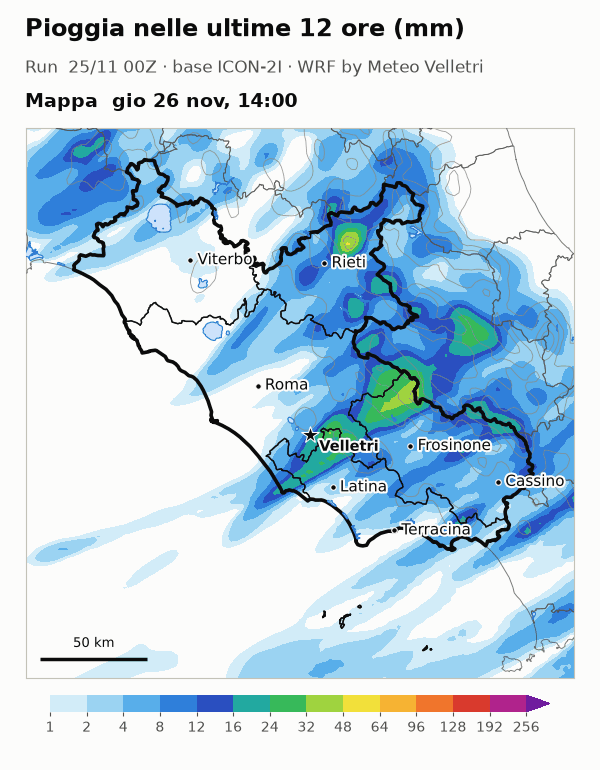 Pioggia nelle ultime 12 ore (mm)
Run  25/11 00Z · base ICON-2I · WRF by Meteo Velletri
Mappa  gio 26 nov, 14:00
Viterbo
Rieti
Roma
Velletri
Frosinone
Latina
Cassino
Terracina
50 km
1 2 4 8 12 16 24 32 48 64 96 128 192 256